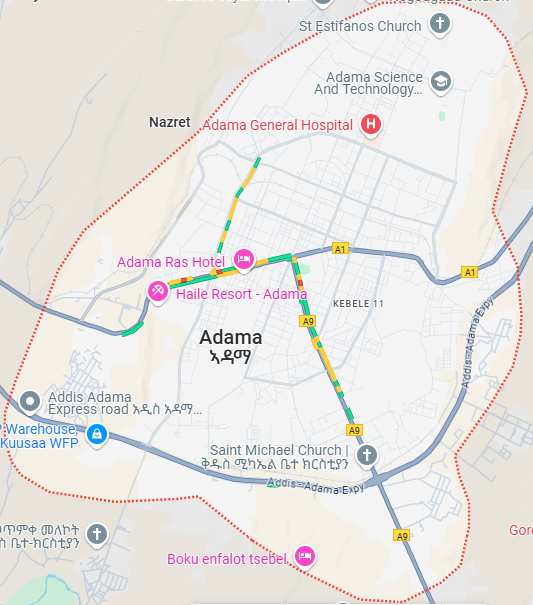 St Estifanos Church
Adama Science
And Technology...
Nazret
Adama General Hospital
A1
Adama Ras Hotel
A1
Haile Resort - Adama
KEBELE 11
A9
Adama
አዳማ
Addis - Adama Expy
Addis Adama
Express road አዲስ አዳማ...
A9
P Warehouse,
Kuusaa WFP
Saint Michael Church |
ቅዱስ ሚካኤል ቤተ ክርስቲያን
Addis - Adama Expy
A9
ጥምቀ መለኮት
ስ ቤተ-ክርስቲያን
Gor
Boku enfalot tsebel